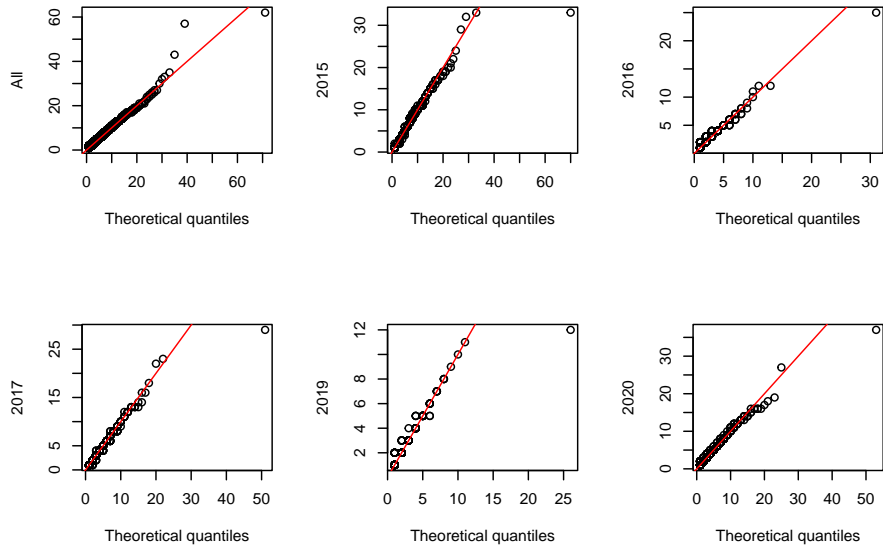 All
0 20 40 60
0 20 40 60
Theoretical quantiles
2015
0 10 20 30
0 20 40 60
Theoretical quantiles
2016
5 10 25
0 5 10 20 30
Theoretical quantiles
2017
0 5 15 25
0 10 20 30 40 50
Theoretical quantiles
2019
2 4 6 8 12
0 5 10 15 20 25
Theoretical quantiles
2020
0 10 20 30
0 10 20 30 40 50
Theoretical quantiles